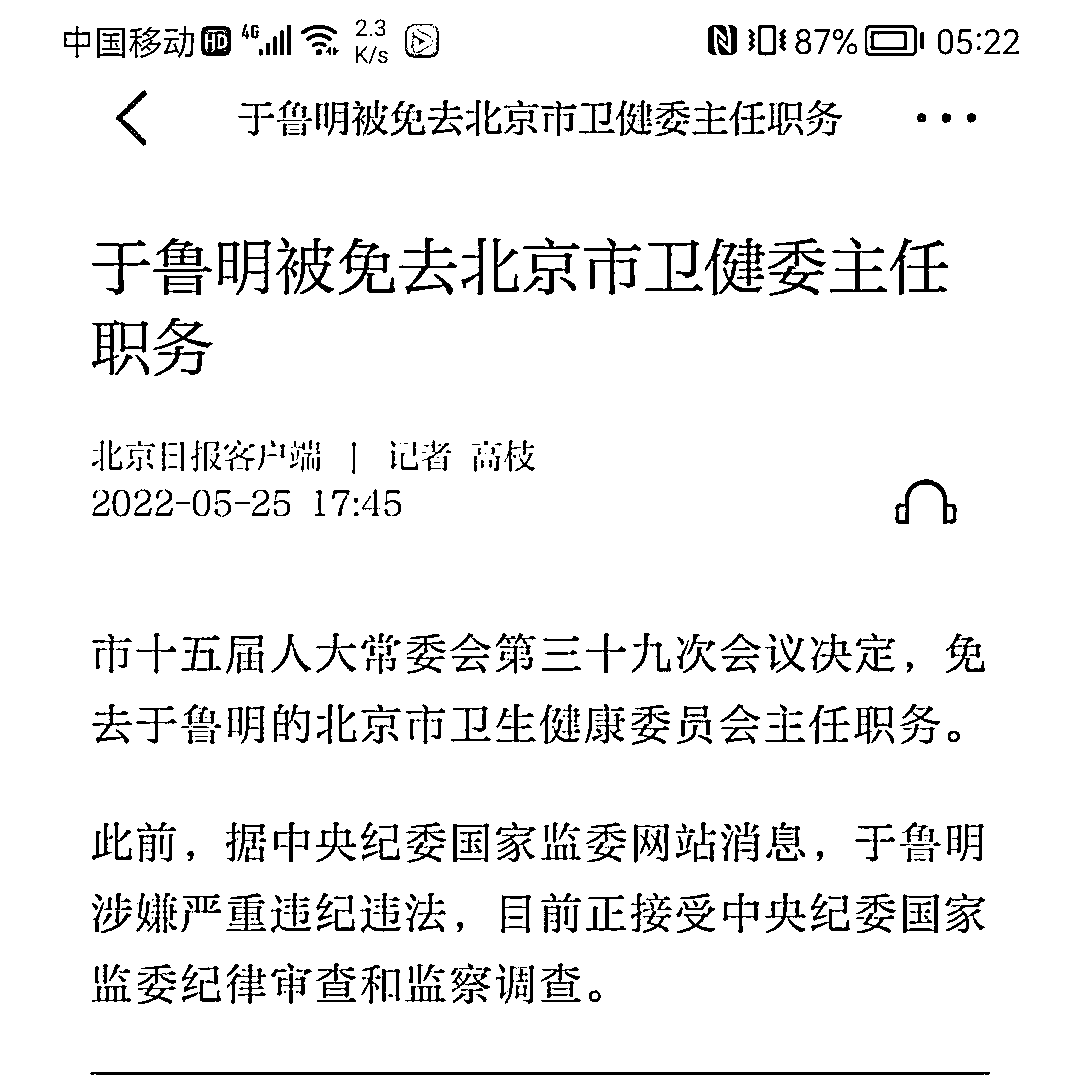 中国移动 HD 4G 2.3 K/s 87% 05:22
于鲁明被免去北京市卫健委主任职务
于鲁明被免去北京市卫健委主任
职务
北京日报客户端 | 记者 高枝
2022-05-25 17:45
市十五届人大常委会第三十九次会议决定，免
去于鲁明的北京市卫生健康委员会主任职务。
此前，据中央纪委国家监委网站消息，于鲁明
涉嫌严重违纪违法，目前正接受中央纪委国家
监委纪律审查和监察调查。